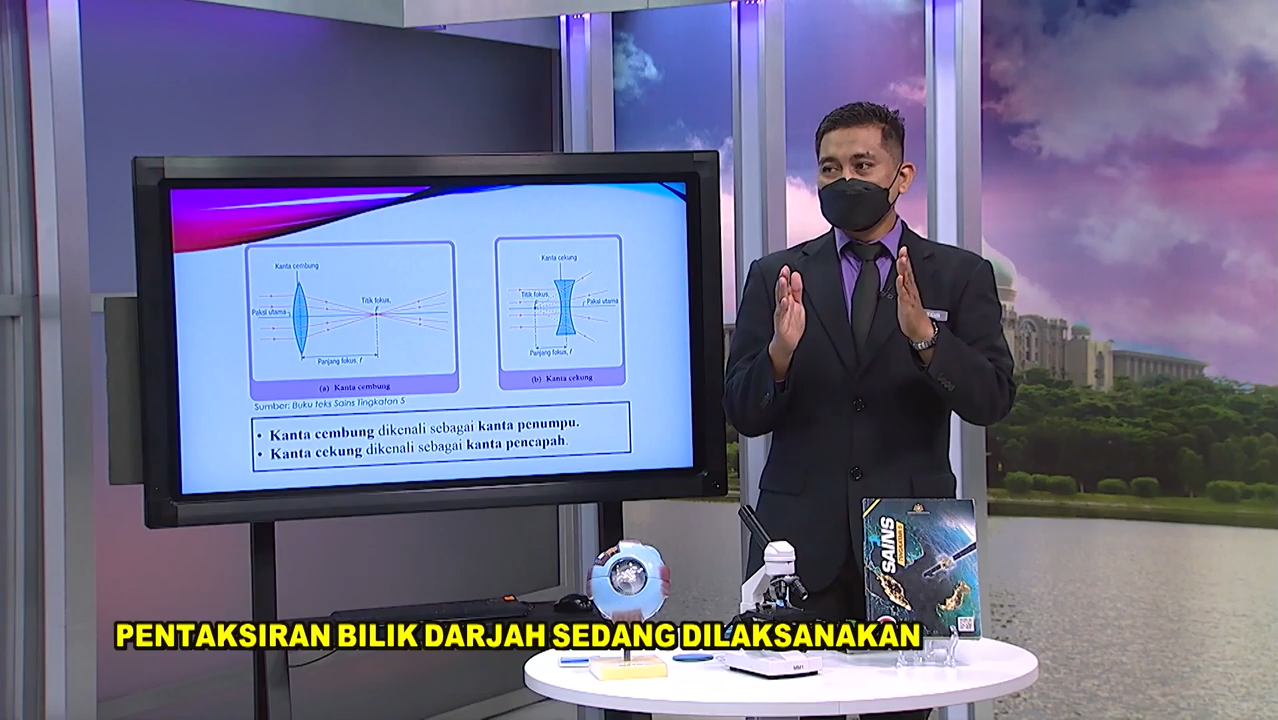 Kanta cembung
Paksi utama
Titik fokus,
Panjang fokus, f
(a) Kanta cembung
Kanta cekung
Titik fokus,
Paksi utama
Panjang fokus, f
(b) Kanta cekung
Sumber: Buku teks Sains Tingkatan 5
• Kanta cembung dikenali sebagai kanta penumpu.
• Kanta cekung dikenali sebagai kanta pencapah.
SAINS
TINGKATAN 5
PENTAKSIRAN BILIK DARJAH SEDANG DILAKSANAKAN